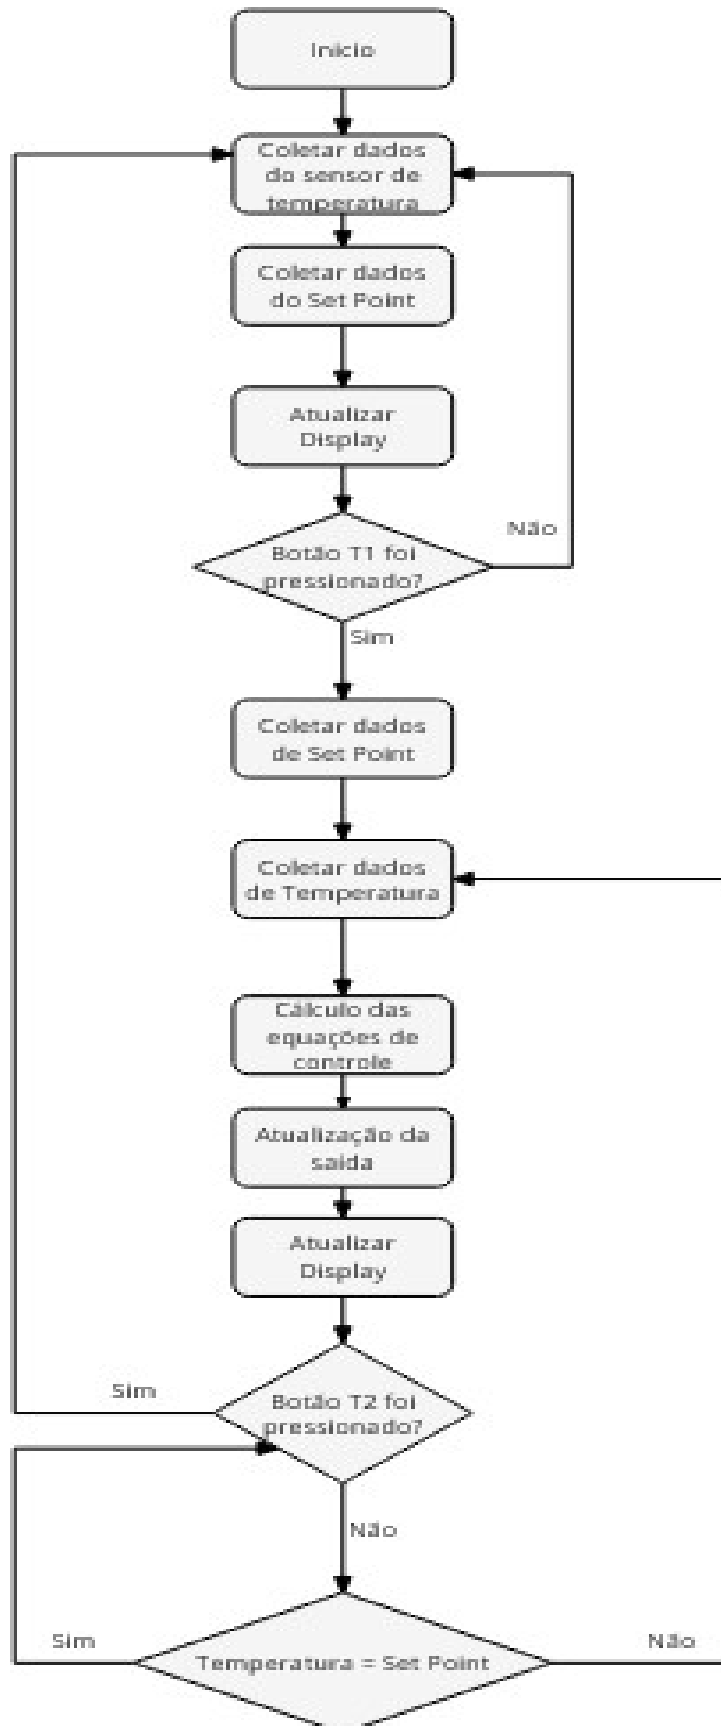 Início
Coletar dados
do sensor de
temperatura
Coletar dados
do Set Point
Atualizar
Display
Não
Botão T1 foi
pressionado?
Sim
Coletar dados
de Set Point
Coletar dados
de Temperatura
Cálculo das
equações de
controle
Atualização da
saída
Atualizar
Display
Sim
Botão T2 foi
pressionado?
Não
Sim
Temperatura = Set Point
Não